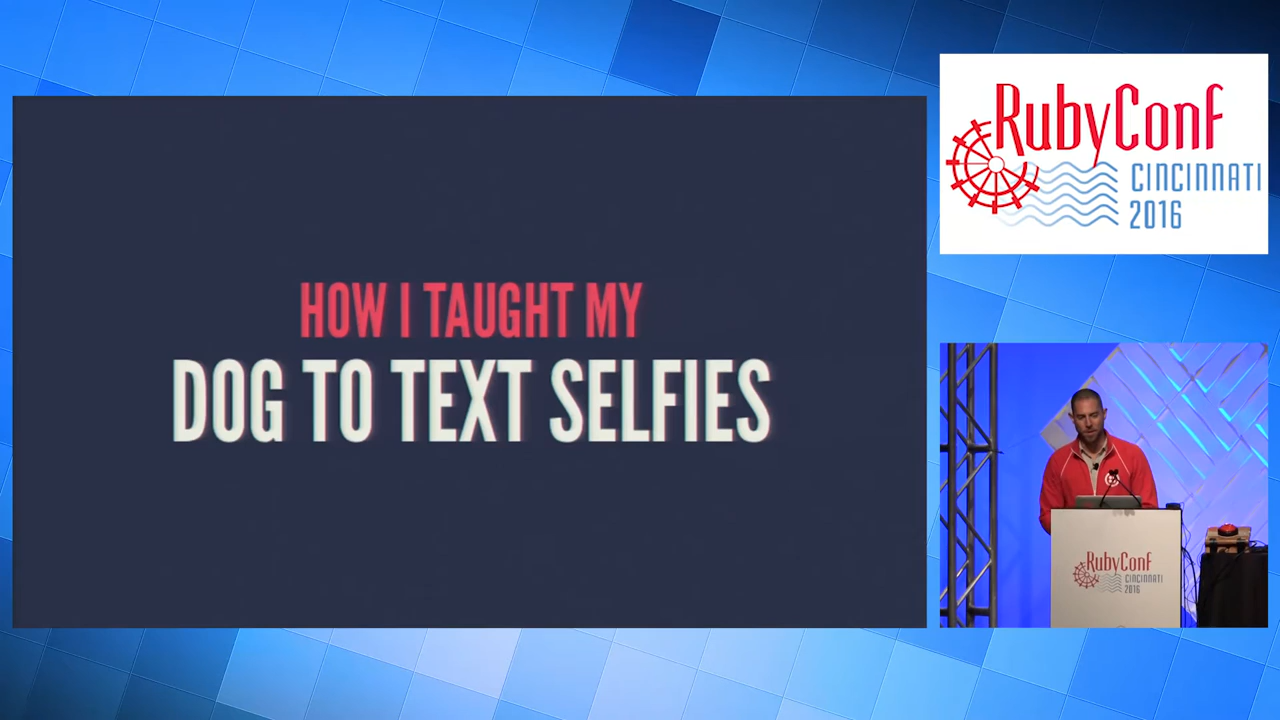 HOW I TAUGHT MY
DOG TO TEXT SELFIES
RubyConf
CINCINNATI
2016
RubyConf
CINCINNATI
2016